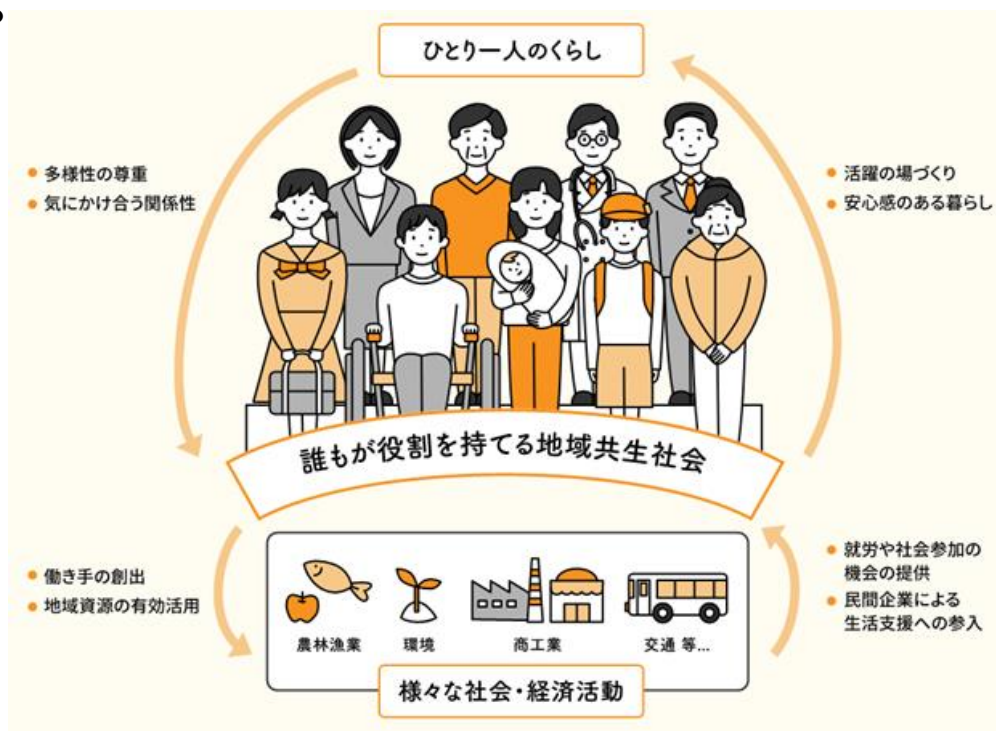 ひとり一人のくらし
● 多様性の尊重
● 気にかけ合う関係性
● 活躍の場づくり
● 安心感のある暮らし
誰もが役割を持てる地域共生社会
● 働き手の創出
● 地域資源の有効活用
● 就労や社会参加の
機会の提供
● 民間企業による
生活支援への参入
農林漁業 環境 商工業 交通 等...
様々な社会・経済活動